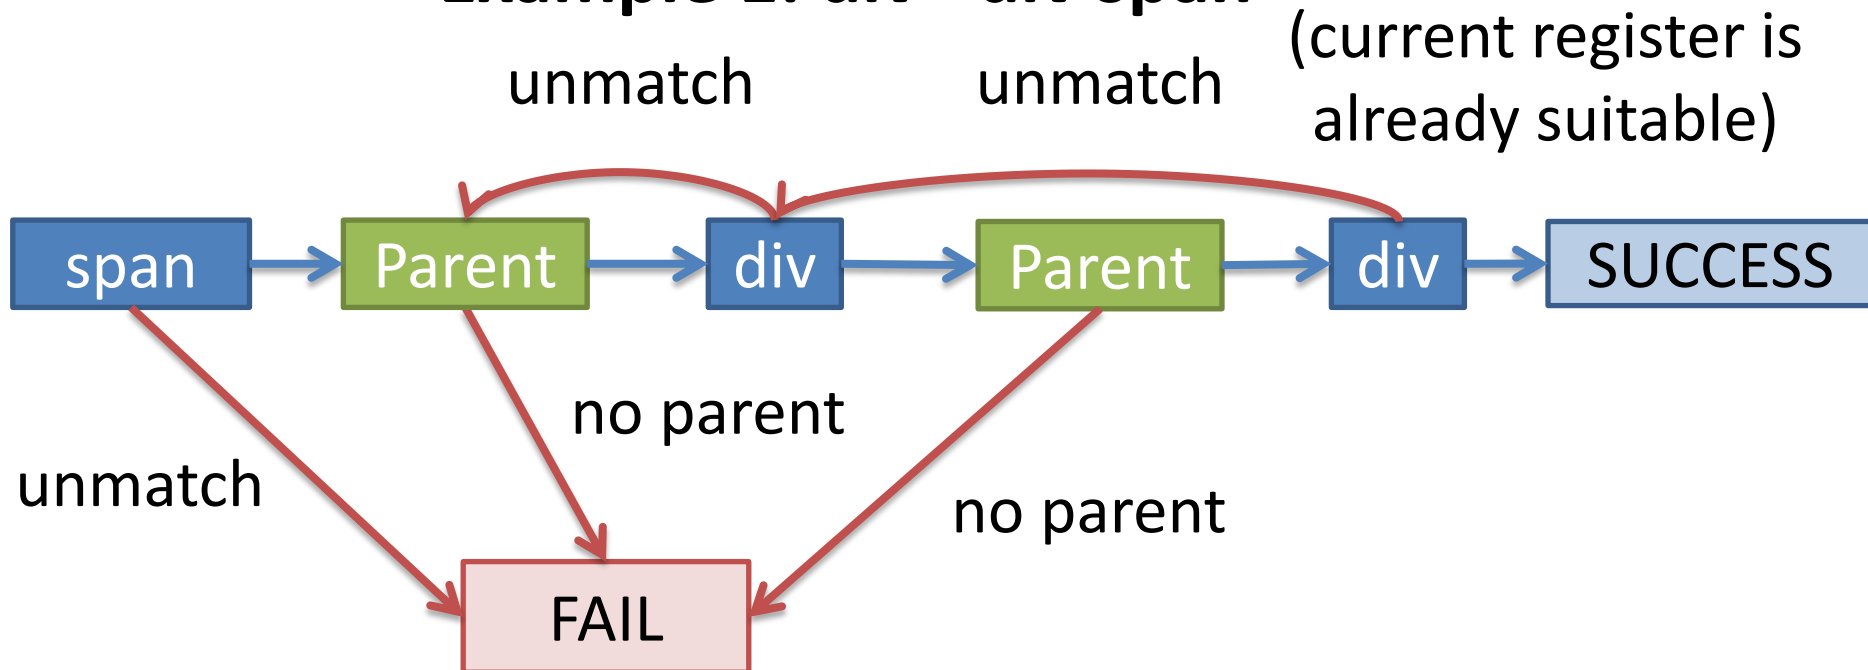 unmatch
unmatch
(current register is
already suitable)
span
Parent
div
Parent
div
SUCCESS
no parent
unmatch
no parent
FAIL